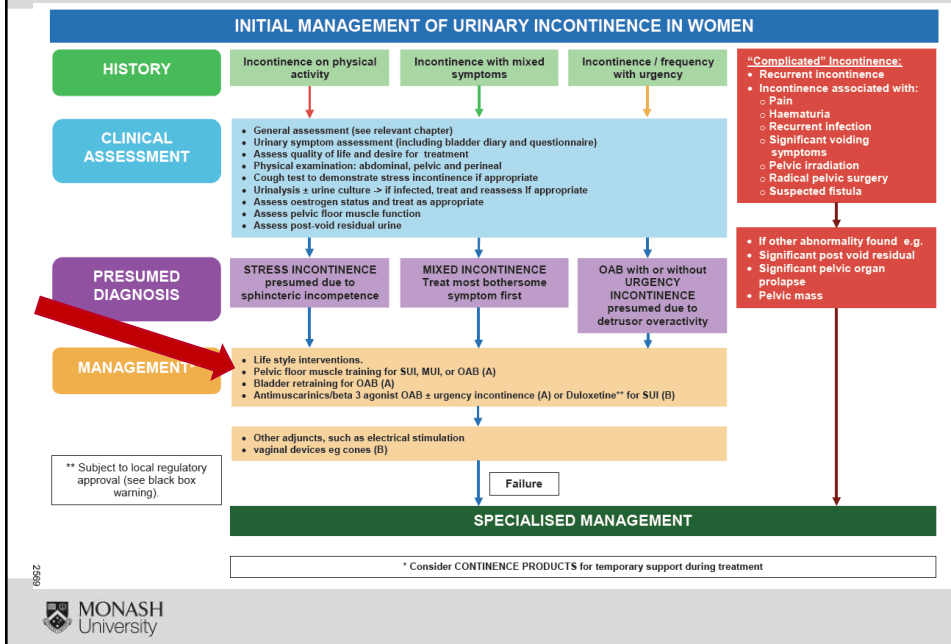 INITIAL MANAGEMENT OF URINARY INCONTINENCE IN WOMEN
HISTORY
Incontinence on physical
activity
Incontinence with mixed
symptoms
Incontinence / frequency
with urgency
“Complicated” Incontinence:
• Recurrent incontinence
• Incontinence associated with:
o Pain
o Haematuria
o Recurrent infection
o Significant voiding
symptoms
o Pelvic irradiation
o Radical pelvic surgery
o Suspected fistula
CLINICAL
ASSESSMENT
• General assessment (see relevant chapter)
• Urinary symptom assessment (including bladder diary and questionnaire)
• Assess quality of life and desire for treatment
• Physical examination: abdominal, pelvic and perineal
• Cough test to demonstrate stress incontinence if appropriate
• Urinalysis ± urine culture -> if infected, treat and reassess If appropriate
• Assess oestrogen status and treat as appropriate
• Assess pelvic floor muscle function
• Assess post-void residual urine
• If other abnormality found e.g.
• Significant post void residual
• Significant pelvic organ
prolapse
• Pelvic mass
PRESUMED
DIAGNOSIS
STRESS INCONTINENCE
presumed due to
sphincteric incompetence
MIXED INCONTINENCE
Treat most bothersome
symptom first
OAB with or without
URGENCY
INCONTINENCE
presumed due to
detrusor overactivity
MANAGEMENT*
• Life style interventions.
• Pelvic floor muscle training for SUI, MUI, or OAB (A)
• Bladder retraining for OAB (A)
• Antimuscarinics/beta 3 agonist OAB ± urgency incontinence (A) or Duloxetine** for SUI (B)
• Other adjuncts, such as electrical stimulation
• vaginal devices eg cones (B)
** Subject to local regulatory
approval (see black box
warning).
Failure
SPECIALISED MANAGEMENT
* Consider CONTINENCE PRODUCTS for temporary support during treatment
2569
MONASH
University